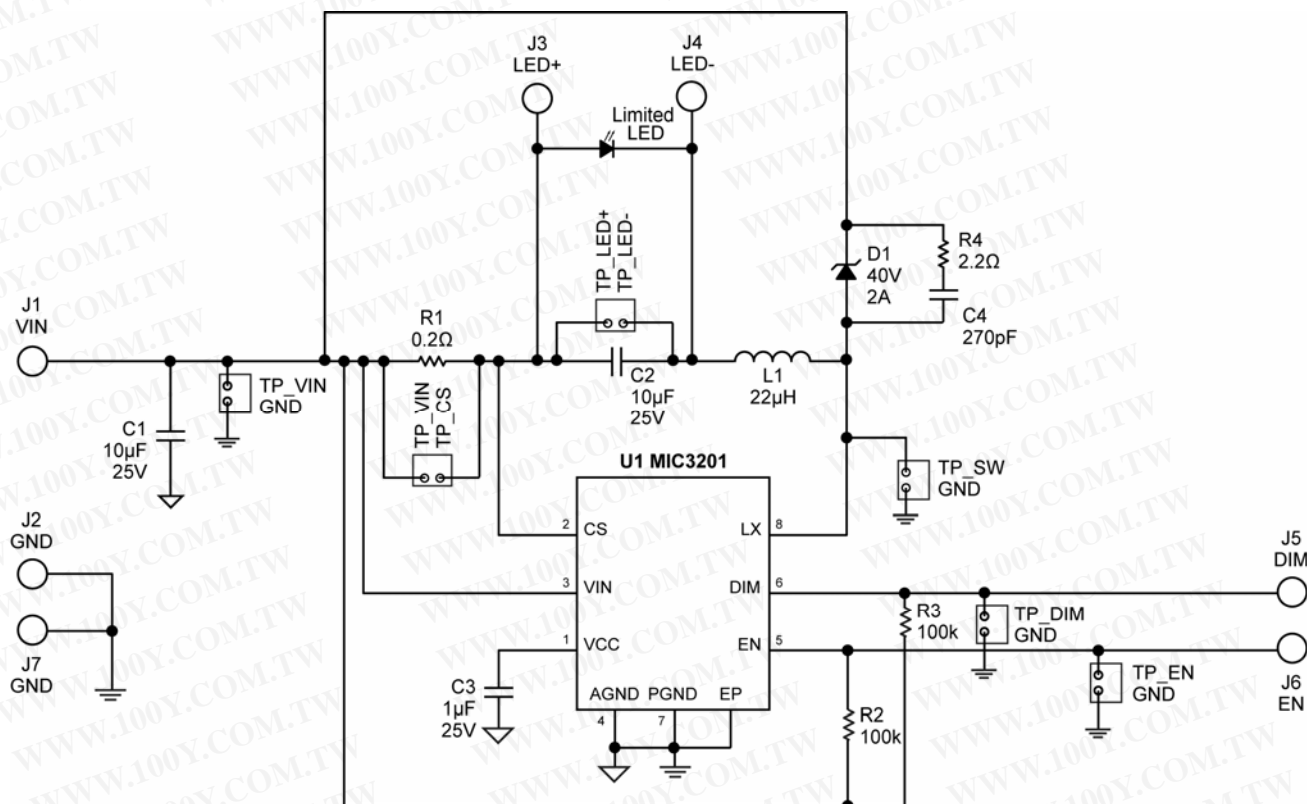 J3
LED+
J4
LED-
Limited
LED
TP_LED+
TP_LED-
R4
2.2Ω
D1
40V
2A
C4
270pF
J1
VIN
R1
0.2Ω
C2
10µF
25V
L1
22µH
TP_VIN
GND
TP_VIN
TP_CS
C1
10µF
25V
U1 MIC3201
TP_SW
GND
J2
GND
2
CS
LX
8
J5
DIM
3
VIN
DIM
6
R3
100k
TP_DIM
GND
J7
GND
1
VCC
EN
5
TP_EN
GND
J6
EN
C3
1µF
25V
AGND
PGND
EP
4
7
R2
100k
WWW.100Y.COM.TW